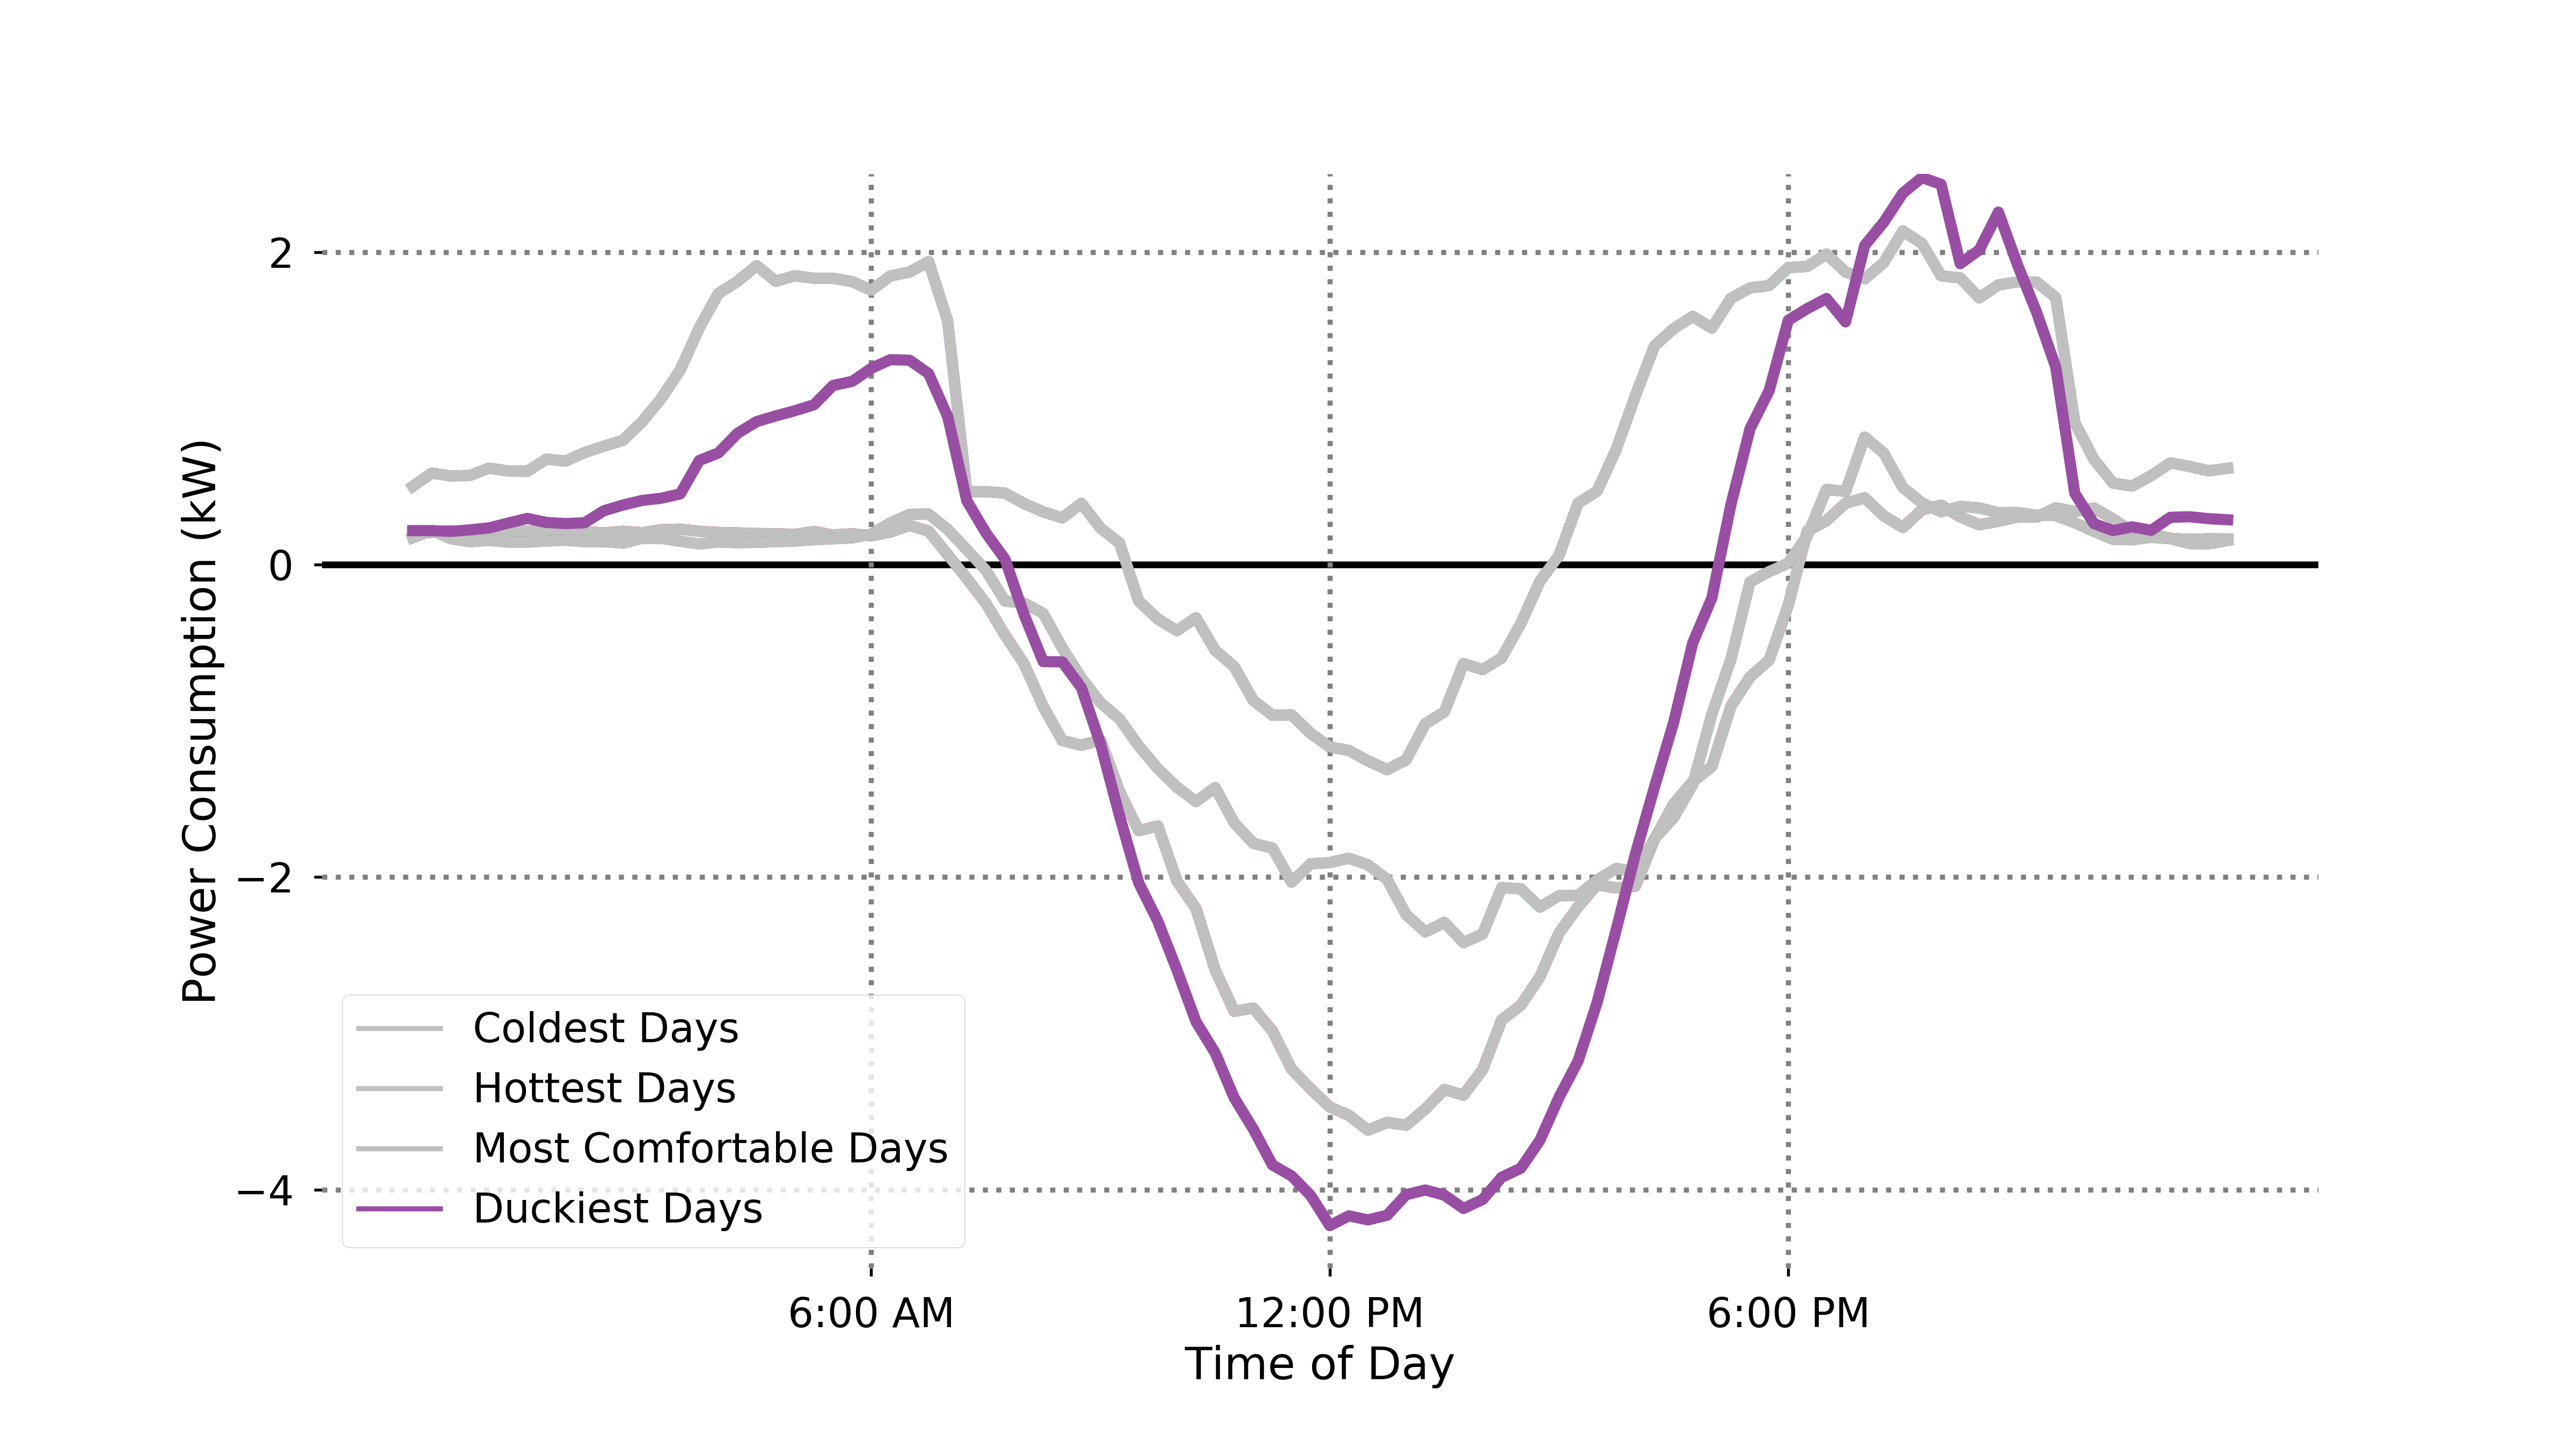 2
0
−2
−4
Power Consumption (kW)
Coldest Days
Hottest Days
Most Comfortable Days
Duckiest Days
6:00 AM
12:00 PM
6:00 PM
Time of Day